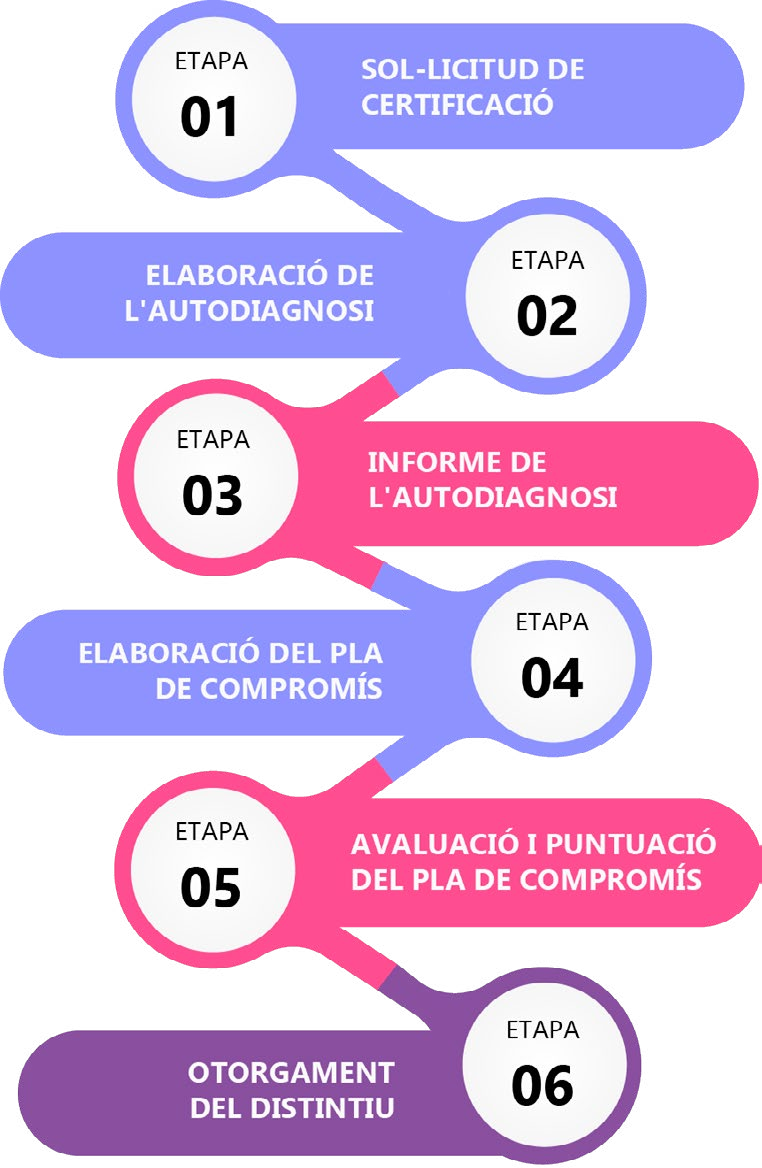 ETAPA
01
SOL-LICITUD DE
CERTIFICACIÓ
ELABORACIÓ DE
L'AUTODIAGNOSI
ETAPA
02
ETAPA
03
INFORME DE
L'AUTODIAGNOSI
ELABORACIÓ DEL PLA
DE COMPROMÍS
ETAPA
04
ETAPA
05
AVALUACIÓ I PUNTUACIÓ
DEL PLA DE COMPROMÍS
OTORGAMENT
DEL DISTINTIU
ETAPA
06